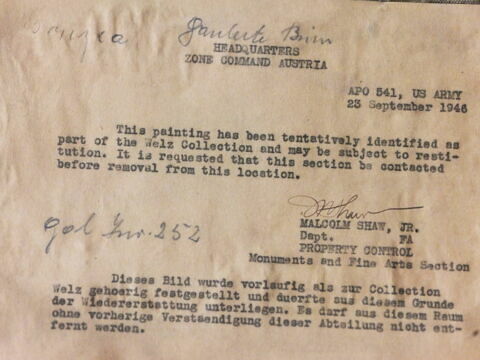 HEADQUARTERS
ZONE COMMAND AUSTRIA
APO 541, US ARMY
23 September 1946
This painting has been tentatively identified as
part of the Welz Collection and may be subject to resti-
tution. It is requested that this section be contacted
before removal from this location.
MALCOLM SHAW, JR.
Dapt. FA
PROPERTY CONTROL
Monuments and Fine Arts Section
252
Dieses Bild wurde vorlaufig als zur Collection
Welz gehoerig festgestellt und duerfte aus diesem Grunde
der Wiedererstattung unterliegen. Es darf aus diesem Raum
ohne vorherige Verstaendigung dieser Abteilung nicht ent-
fernt werden.